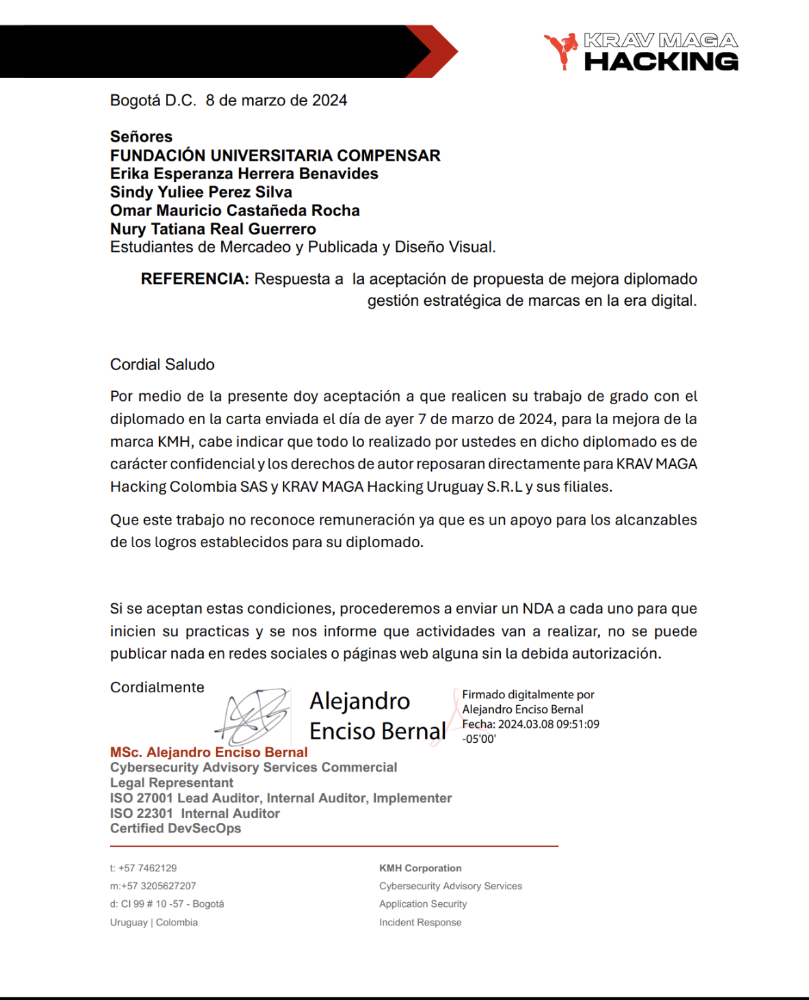 KRAV MAGA
HACKING
Bogotá D.C.  8 de marzo de 2024
Señores
FUNDACIÓN UNIVERSITARIA COMPENSAR
Erika Esperanza Herrera Benavides
Sindy Yuliee Perez Silva
Omar Mauricio Castañeda Rocha
Nury Tatiana Real Guerrero
Estudiantes de Mercadeo y Publicada y Diseño Visual.
REFERENCIA: Respuesta a  la aceptación de propuesta de mejora diplomado
gestión estratégica de marcas en la era digital.
Cordial Saludo
Por medio de la presente doy aceptación a que realicen su trabajo de grado con el
diplomado en la carta enviada el día de ayer 7 de marzo de 2024, para la mejora de la
marca KMH, cabe indicar que todo lo realizado por ustedes en dicho diplomado es de
carácter confidencial y los derechos de autor reposaran directamente para KRAV MAGA
Hacking Colombia SAS y KRAV MAGA Hacking Uruguay S.R.L y sus filiales.
Que este trabajo no reconoce remuneración ya que es un apoyo para los alcanzables
de los logros establecidos para su diplomado.
Si se aceptan estas condiciones, procederemos a enviar un NDA a cada uno para que
inicien su practicas y se nos informe que actividades van a realizar, no se puede
publicar nada en redes sociales o páginas web alguna sin la debida autorización.
Cordialmente
Alejandro
Enciso Bernal
Firmado digitalmente por
Alejandro Enciso Bernal
Fecha: 2024.03.08 09:51:09
-05'00'
MSc. Alejandro Enciso Bernal
Cybersecurity Advisory Services Commercial
Legal Representant
ISO 27001 Lead Auditor, Internal Auditor, Implementer
ISO 22301  Internal Auditor
Certified DevSecOps
t: +57 7462129
m:+57 3205627207
d: Cl 99 # 10 -57 - Bogotá
Uruguay | Colombia
KMH Corporation
Cybersecurity Advisory Services
Application Security
Incident Response